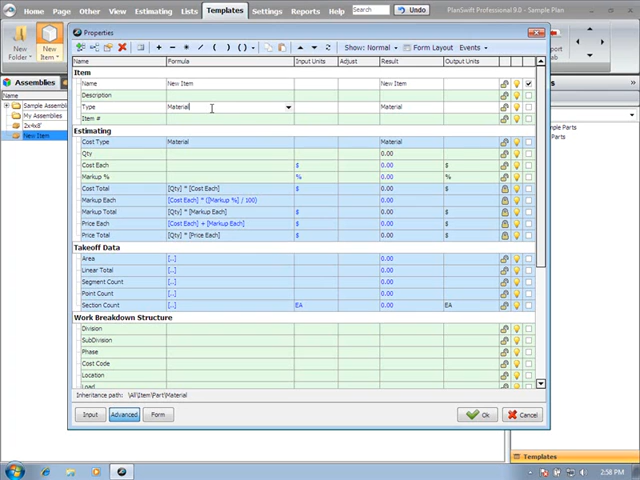 Home Page Other View Estimating Lists Templates Settings Reports Search Undo PlanSwift Professional 9.0 - Sample Plan
New Folder
New Item
Assemblies
Name
Sample Assembl
My Assemblies
2x4x8'
New Item
Properties
Show: Normal Form Layout Events
Name Formula Input Units Adjust Result Output Units
Item
Name New Item New Item
Description
Type Material Material
Item #
Estimating
Cost Type Material Material
Qty 0.00
Cost Each $ 0.00 $
Markup % % 0.00 %
Cost Total [Qty] * [Cost Each] $ 0.00 $
Markup Each [Cost Each] * ([Markup %] / 100) 0.00
Markup Total [Qty] * [Markup Each] 0.00 $
Price Each [Cost Each] + [Markup Each] 0.00 $
Price Total [Qty] * [Price Each] 0.00 $
Takeoff Data
Area [...] 0.00
Linear Total [...] 0.00
Segment Count [...] 0.00
Point Count [...] 0.00
Section Count [...] EA 0.00 EA
Work Breakdown Structure
Division
SubDivision
Phase
Cost Code
Location
Load
Inheritance path: \All\Item\Part\Material
Input Advanced Form Ok Cancel
port
Parts
Templates
2:58 PM